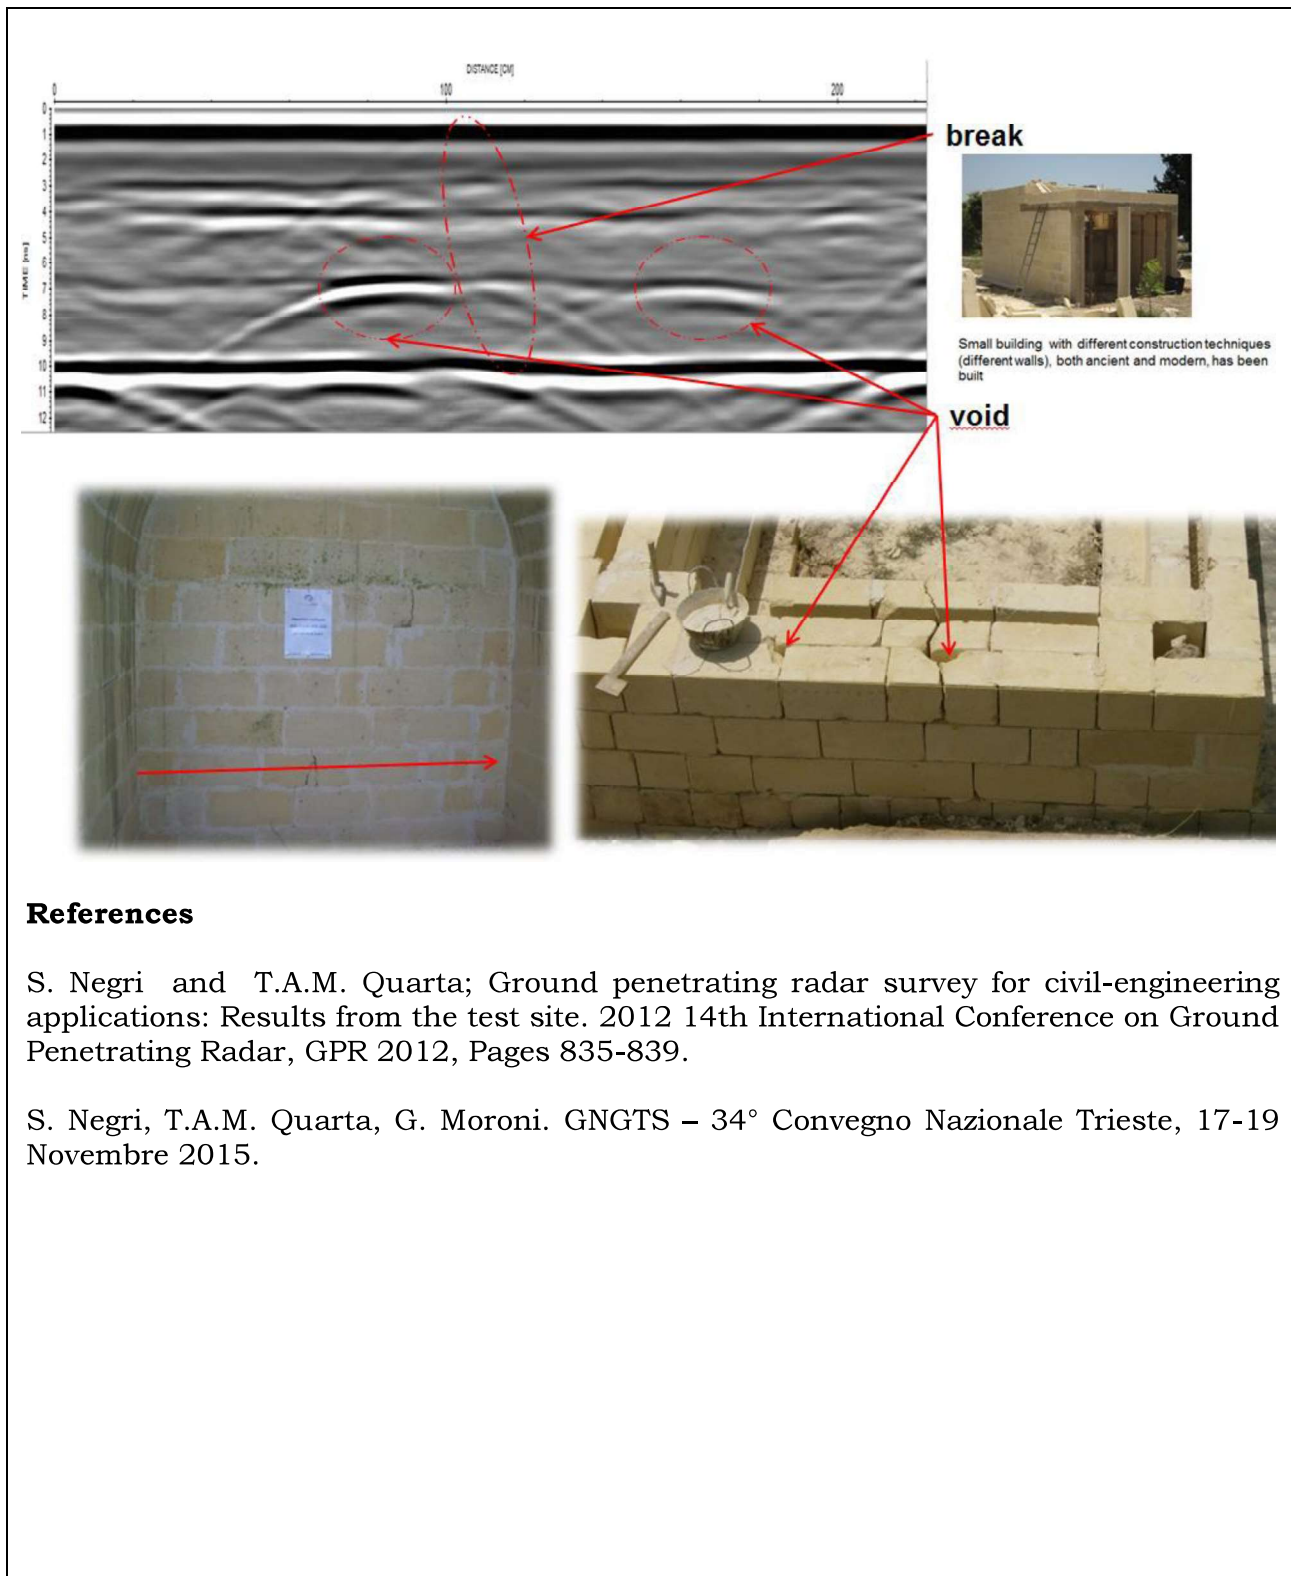 DISTANCE [CM]
0 100 200
TIME [ns]
0
1
2
3
4
5
6
7
8
9
10
11
12
break
Small building with different construction techniques
(different walls), both ancient and modern, has been
built
void
References
S. Negri and T.A.M. Quarta; Ground penetrating radar survey for civil-engineering
applications: Results from the test site. 2012 14th International Conference on Ground
Penetrating Radar, GPR 2012, Pages 835-839.
S. Negri, T.A.M. Quarta, G. Moroni. GNGTS – 34° Convegno Nazionale Trieste, 17-19
Novembre 2015.